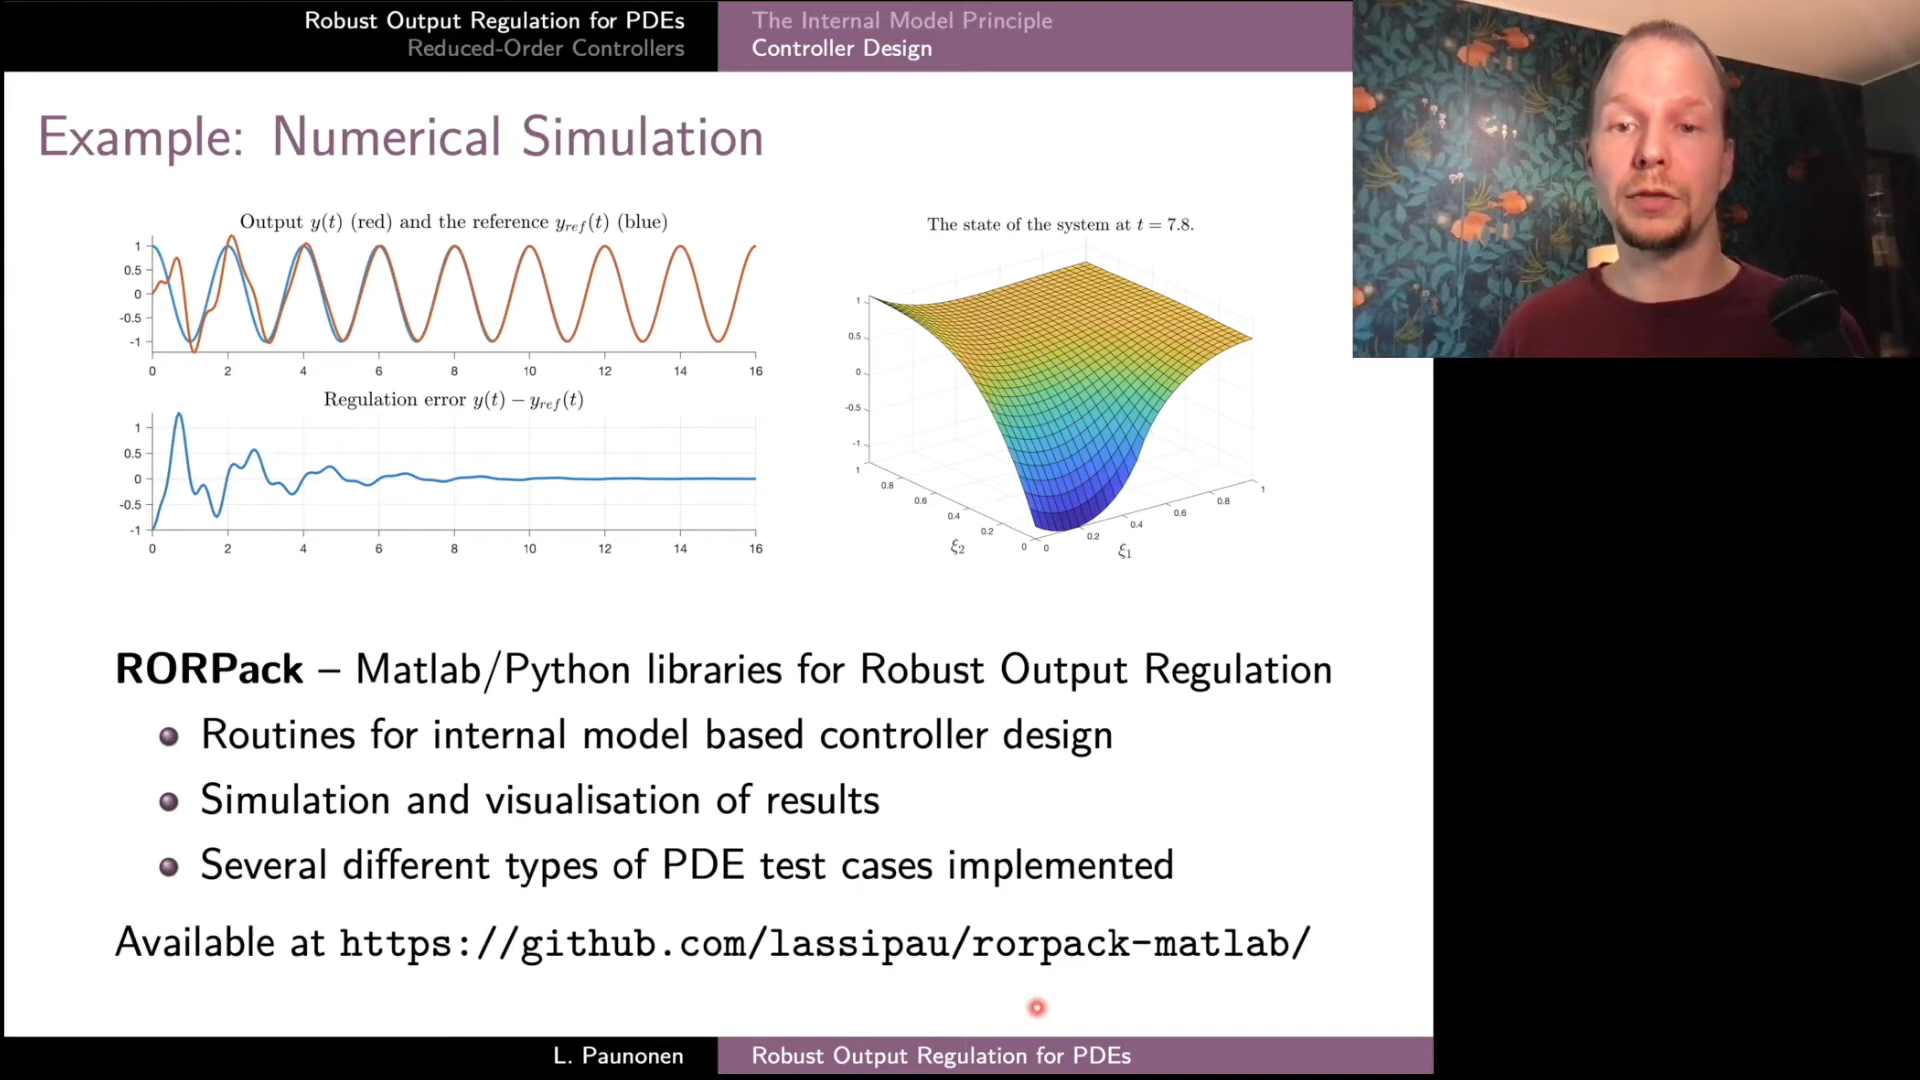 Robust Output Regulation for PDEs
Reduced-Order Controllers
The Internal Model Principle
Controller Design
Example: Numerical Simulation
Output y(t) (red) and the reference y_ref(t) (blue)
1
0.5
0
-0.5
-1
0 2 4 6 8 10 12 14 16
Regulation error y(t) − y_ref(t)
1
0.5
0
-0.5
-1
0 2 4 6 8 10 12 14 16
The state of the system at t = 7.8.
1
0.5
0
-0.5
-1
1 0.8 0.6 0.4 0.2 0
ξ2
0 0.2 0.4 0.6 0.8 1
ξ1
RORPack – Matlab/Python libraries for Robust Output Regulation
Routines for internal model based controller design
Simulation and visualisation of results
Several different types of PDE test cases implemented
Available at https://github.com/lassipau/rorpack-matlab/
L. Paunonen
Robust Output Regulation for PDEs